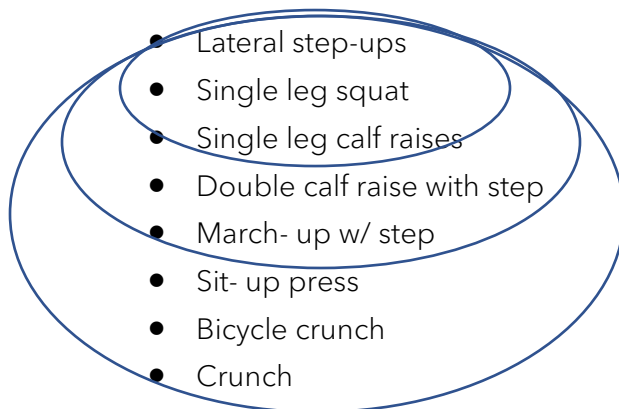 ● Lateral step-ups
● Single leg squat
● Single leg calf raises
● Double calf raise with step
● March- up w/ step
● Sit- up press
● Bicycle crunch
● Crunch